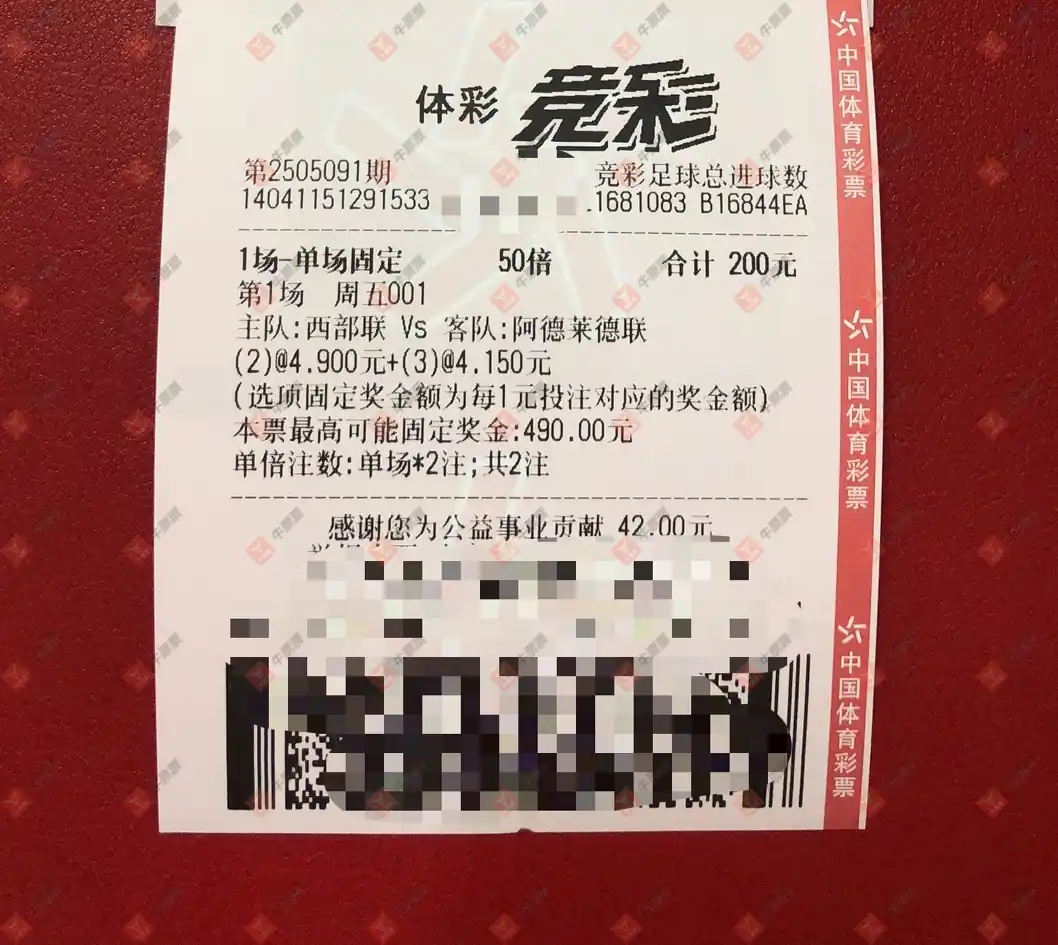 体彩 竞彩
第2505091期 竞彩足球总进球数
14041151291533 .1681083 B16844EA
1场-单场固定 50倍 合计 200元
第1场 周五001
主队:西部联 Vs 客队:阿德莱德联
(2)@4.900元+(3)@4.150元
(选项固定奖金额为每1元投注对应的奖金额)
本票最高可能固定奖金:490.00元
单倍注数:单场*2注;共2注
感谢您为公益事业贡献 42.00元
中国体育彩票
中国体育彩票
中国体育彩票
牛票票